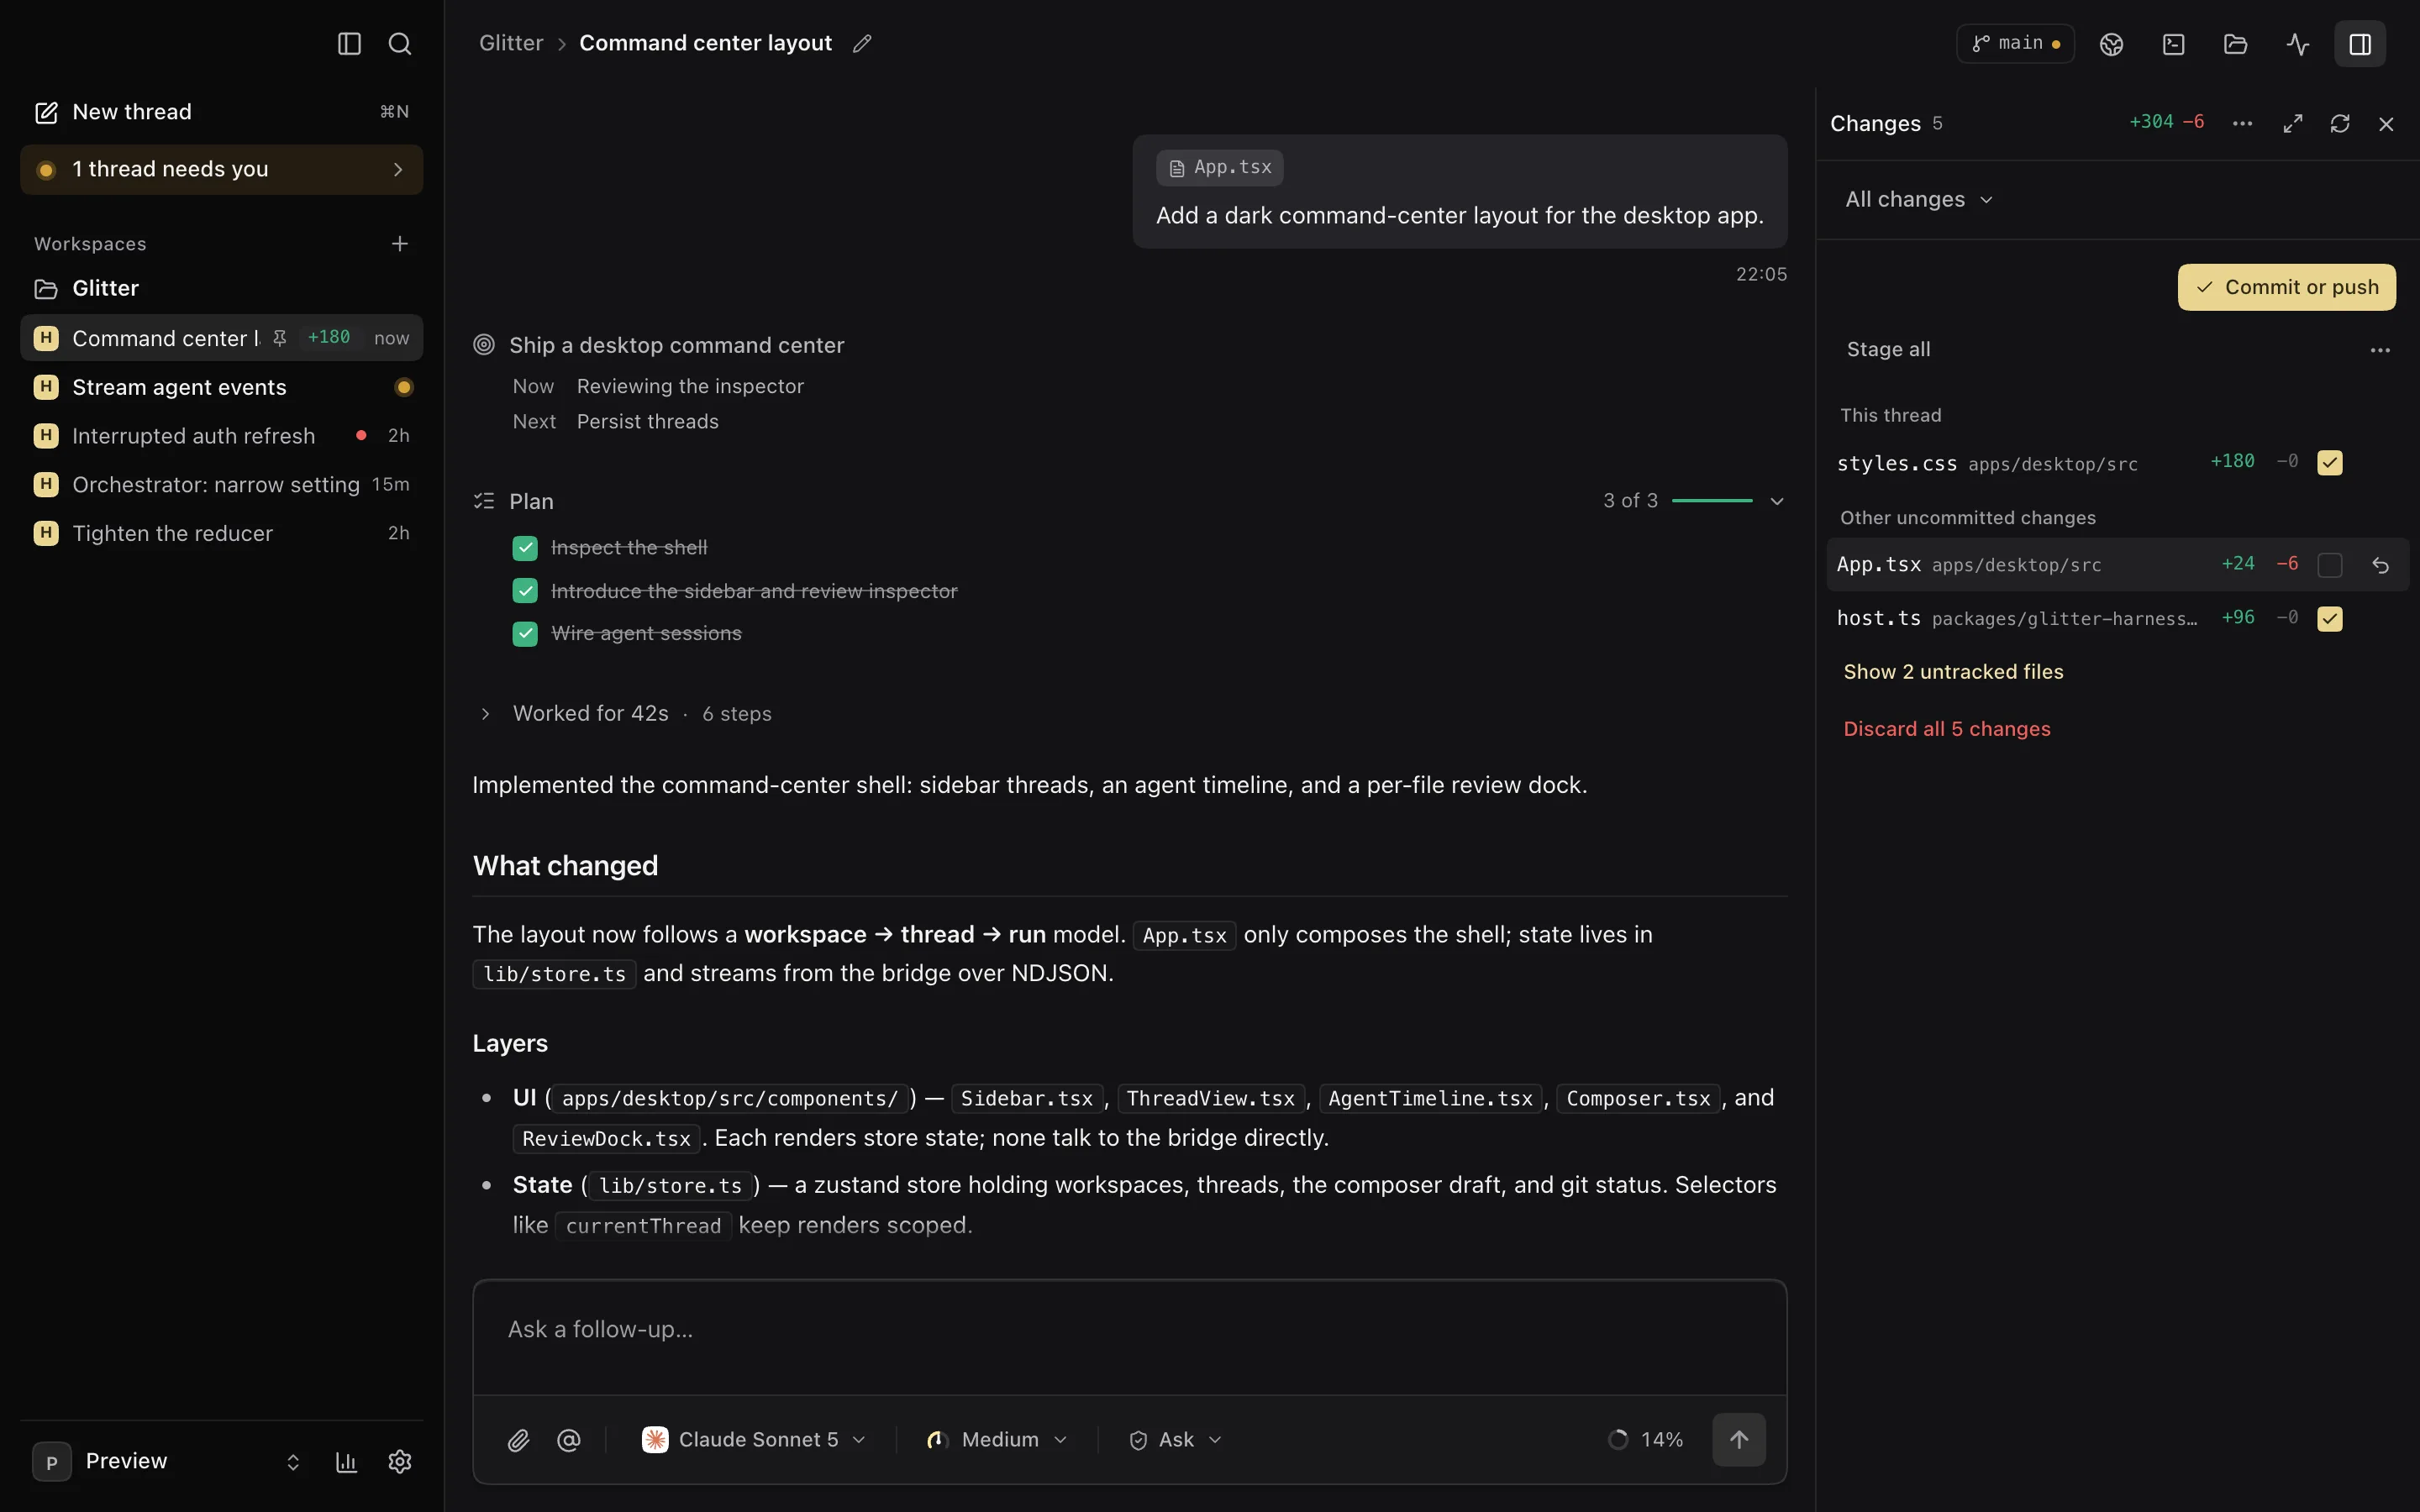 New thread
⌘N
1 thread needs you
Workspaces
Glitter
H Command center l +180 now
H Stream agent events
H Interrupted auth refresh 2h
H Orchestrator: narrow setting 15m
H Tighten the reducer 2h
P Preview
Glitter > Command center layout
main
App.tsx
Add a dark command-center layout for the desktop app.
22:05
Ship a desktop command center
Now Reviewing the inspector
Next Persist threads
Plan
3 of 3
Inspect the shell
Introduce the sidebar and review inspector
Wire agent sessions
Worked for 42s · 6 steps
Implemented the command-center shell: sidebar threads, an agent timeline, and a per-file review dock.
What changed
The layout now follows a workspace → thread → run model. App.tsx only composes the shell; state lives in
lib/store.ts and streams from the bridge over NDJSON.
Layers
• UI (apps/desktop/src/components/) — Sidebar.tsx, ThreadView.tsx, AgentTimeline.tsx, Composer.tsx, and
ReviewDock.tsx. Each renders store state; none talk to the bridge directly.
• State (lib/store.ts) — a zustand store holding workspaces, threads, the composer draft, and git status. Selectors
like currentThread keep renders scoped.
Ask a follow-up...
Claude Sonnet 5
Medium
Ask
14%
Changes 5
+304 −6
All changes
Commit or push
Stage all
This thread
styles.css apps/desktop/src +180 −0
Other uncommitted changes
App.tsx apps/desktop/src +24 −6
host.ts packages/glitter-harness… +96 −0
Show 2 untracked files
Discard all 5 changes